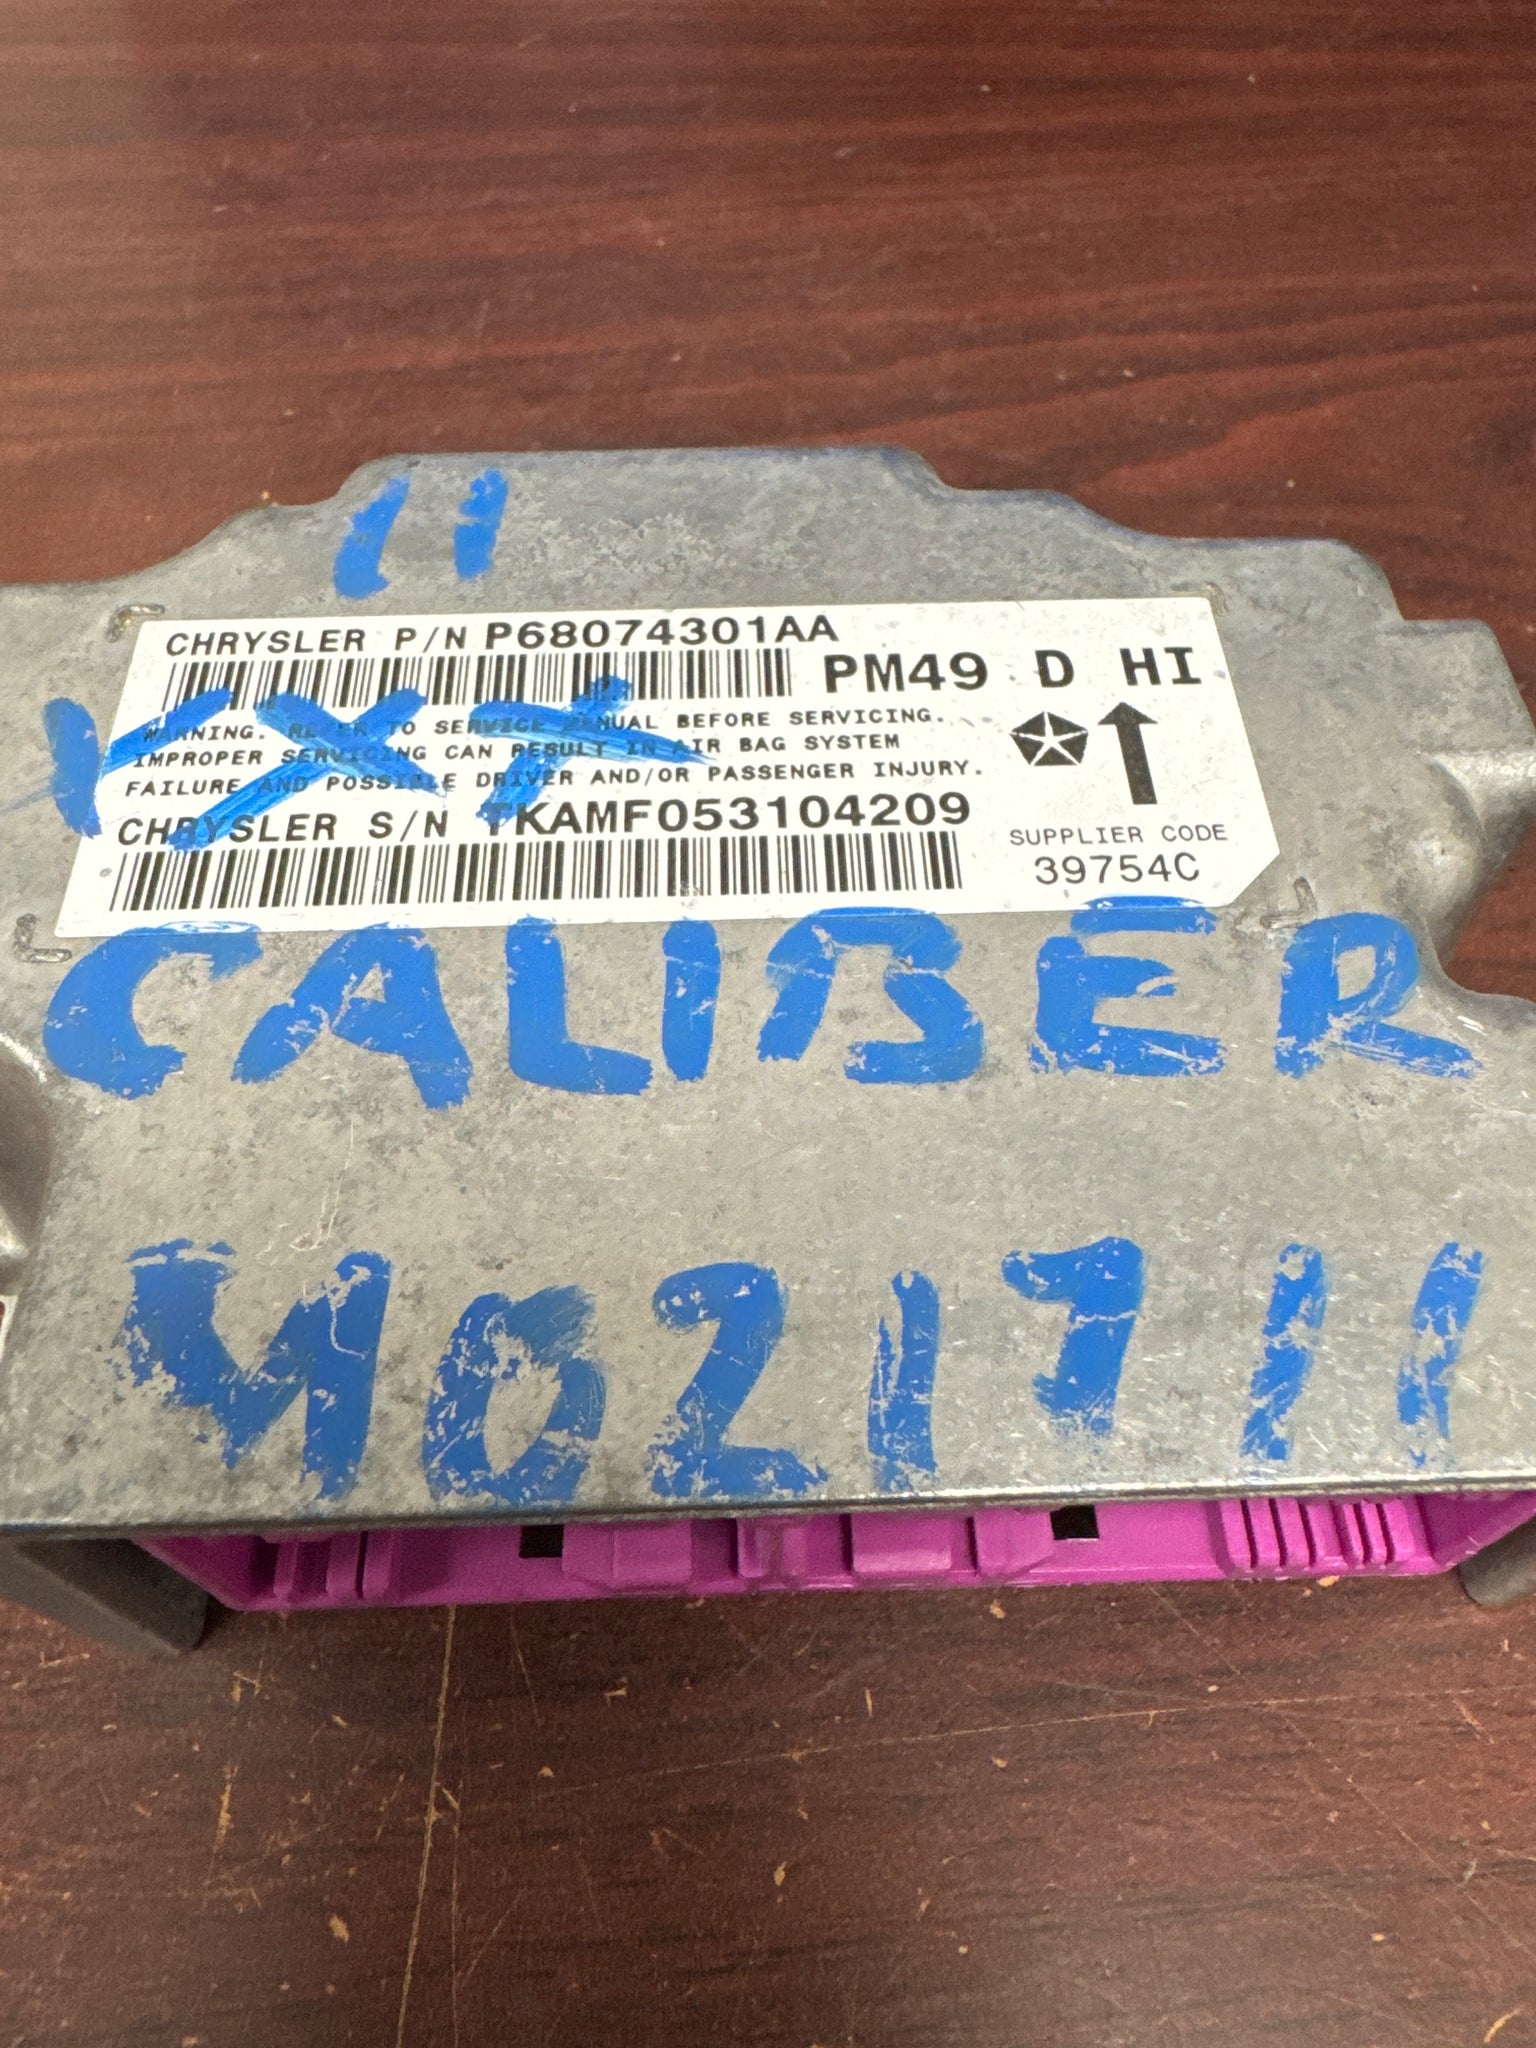 11
CHRYSLER P/N P68074301AA
PM49 D HI
WARNING. REFER TO SERVICE MANUAL BEFORE SERVICING.
IMPROPER SERVICING CAN RESULT IN AIR BAG SYSTEM
FAILURE AND POSSIBLE DRIVER AND/OR PASSENGER INJURY.
CHRYSLER S/N TKAMF053104209
SUPPLIER CODE
39754C
CALIBER
4021711